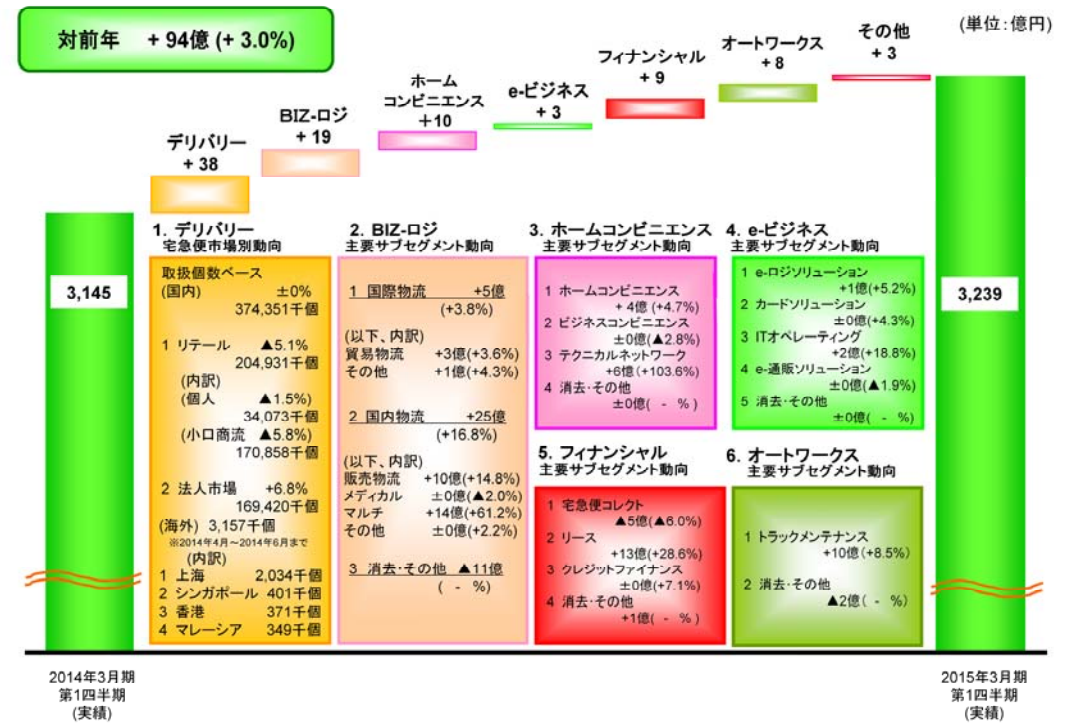 対前年 + 94億 (+ 3.0%)
(単位:億円)
デリバリー
+ 38
BIZ-ロジ
+ 19
ホーム
コンビニエンス
+10
e-ビジネス
+ 3
フィナンシャル
+ 9
オートワークス
+ 8
その他
+ 3
3,145
1. デリバリー
宅急便市場別動向
取扱個数ベース
(国内) ±0%
374,351千個
1 リテール ▲5.1%
204,931千個
(内訳)
(個人 ▲1.5%)
34,073千個
(小口商流 ▲5.8%)
170,858千個
2 法人市場 +6.8%
169,420千個
(海外) 3,157千個
※2014年4月~2014年6月まで
(内訳)
1 上海 2,034千個
2 シンガポール 401千個
3 香港 371千個
4 マレーシア 349千個
2. BIZ-ロジ
主要サブセグメント動向
1 国際物流 +5億
(+3.8%)
(以下、内訳)
貿易物流 +3億(+3.6%)
その他 +1億(+4.3%)
2 国内物流 +25億
(+16.8%)
(以下、内訳)
販売物流 +10億(+14.8%)
メディカル ±0億(▲2.0%)
マルチ +14億(+61.2%)
その他 ±0億(+2.2%)
3 消去・その他 ▲11億
( - %)
3. ホームコンビニエンス
主要サブセグメント動向
1 ホームコンビニエンス
+ 4億 (+4.7%)
2 ビジネスコンビニエンス
±0億(▲2.8%)
3 テクニカルネットワーク
+6億(+103.6%)
4 消去・その他
±0億( - % )
4. e-ビジネス
主要サブセグメント動向
1 e-ロジソリューション
+1億(+5.2%)
2 カードソリューション
±0億(+4.3%)
3 ITオペレーティング
+2億(+18.8%)
4 e-通販ソリューション
±0億(▲1.9%)
5 消去・その他
±0億( - %)
5. フィナンシャル
主要サブセグメント動向
1 宅急便コレクト
▲5億(▲6.0%)
2 リース
+13億(+28.6%)
3 クレジットファイナンス
±0億(+7.1%)
4 消去・その他
+1億( - %)
6. オートワークス
主要サブセグメント動向
1 トラックメンテナンス
+10億(+8.5%)
2 消去・その他
▲2億( - %)
3,239
2014年3月期
第1四半期
(実績)
2015年3月期
第1四半期
(実績)